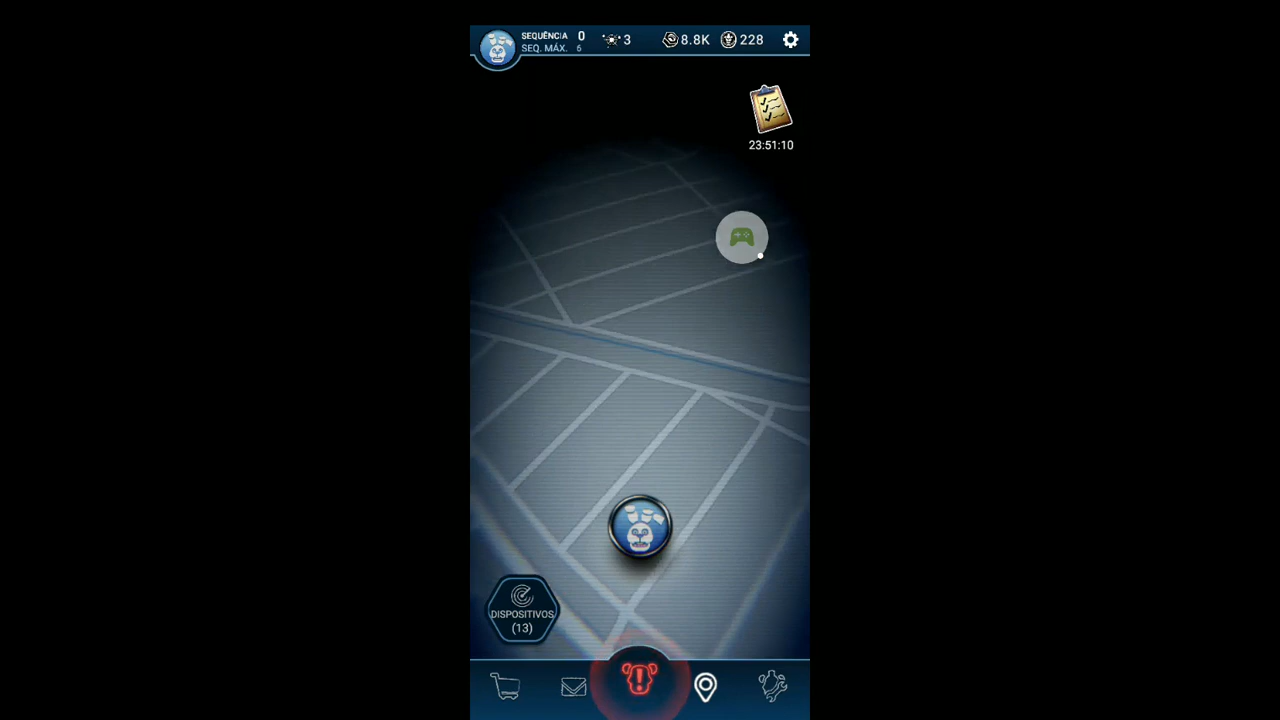 SEQUÊNCIA 0
SEQ. MÁX. 6
3
8.8K
228
23:51:10
DISPOSITIVOS
(13)